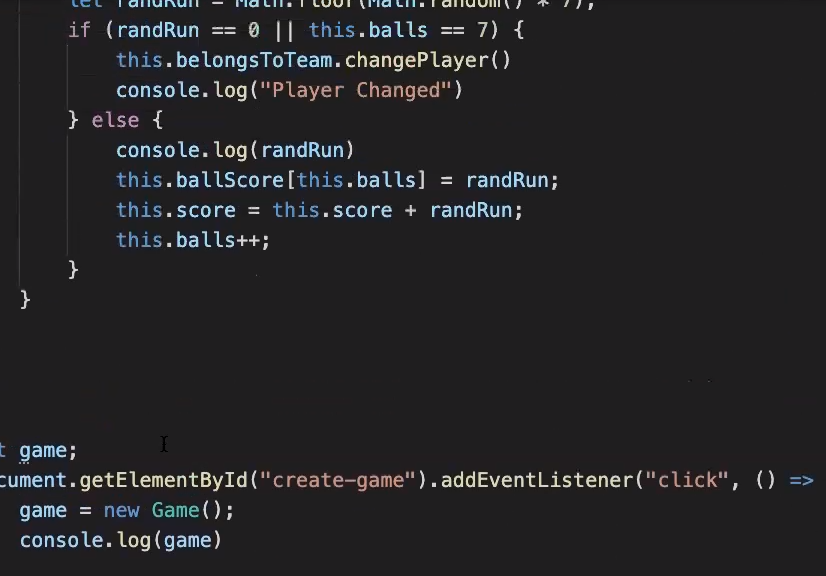 let randRun = Math.floor(Math.random() * 7);
if (randRun == 0 || this.balls == 7) {
this.belongsToTeam.changePlayer()
console.log("Player Changed")
} else {
console.log(randRun)
this.ballScore[this.balls] = randRun;
this.score = this.score + randRun;
this.balls++;
}
}
t game;
cument.getElementById("create-game").addEventListener("click", () =>
game = new Game();
console.log(game)